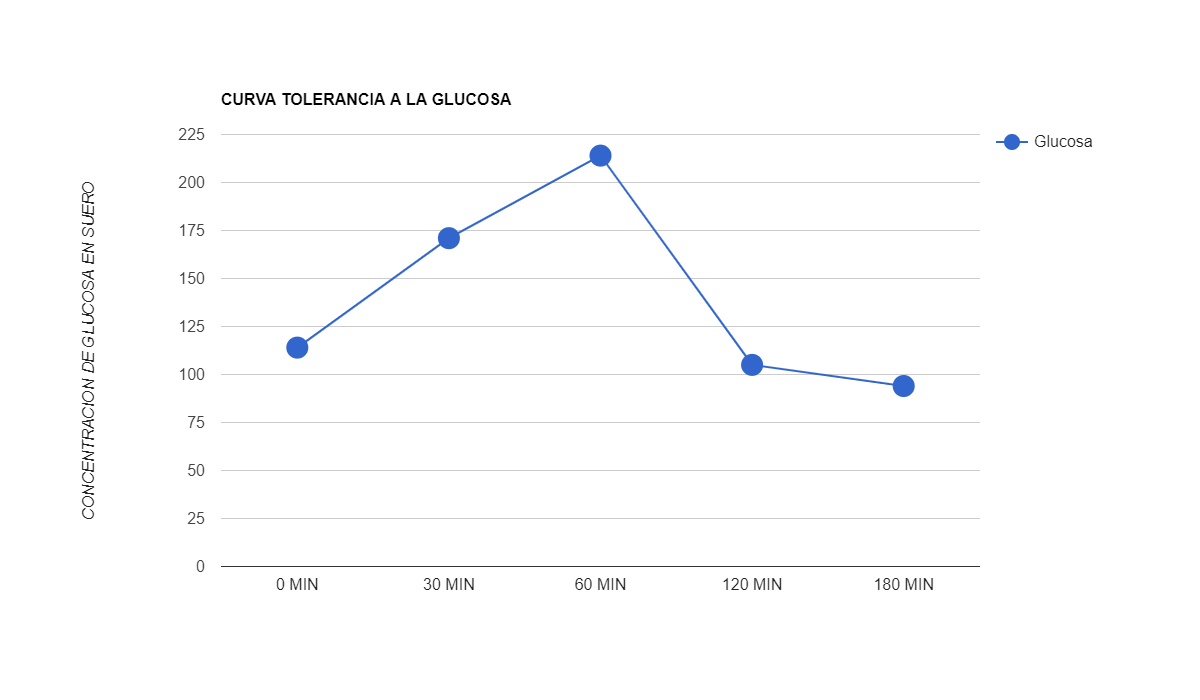 CURVA TOLERANCIA A LA GLUCOSA
Glucosa
CONCENTRACION DE GLUCOSA EN SUERO
225
200
175
150
125
100
75
50
25
0
0 MIN
30 MIN
60 MIN
120 MIN
180 MIN